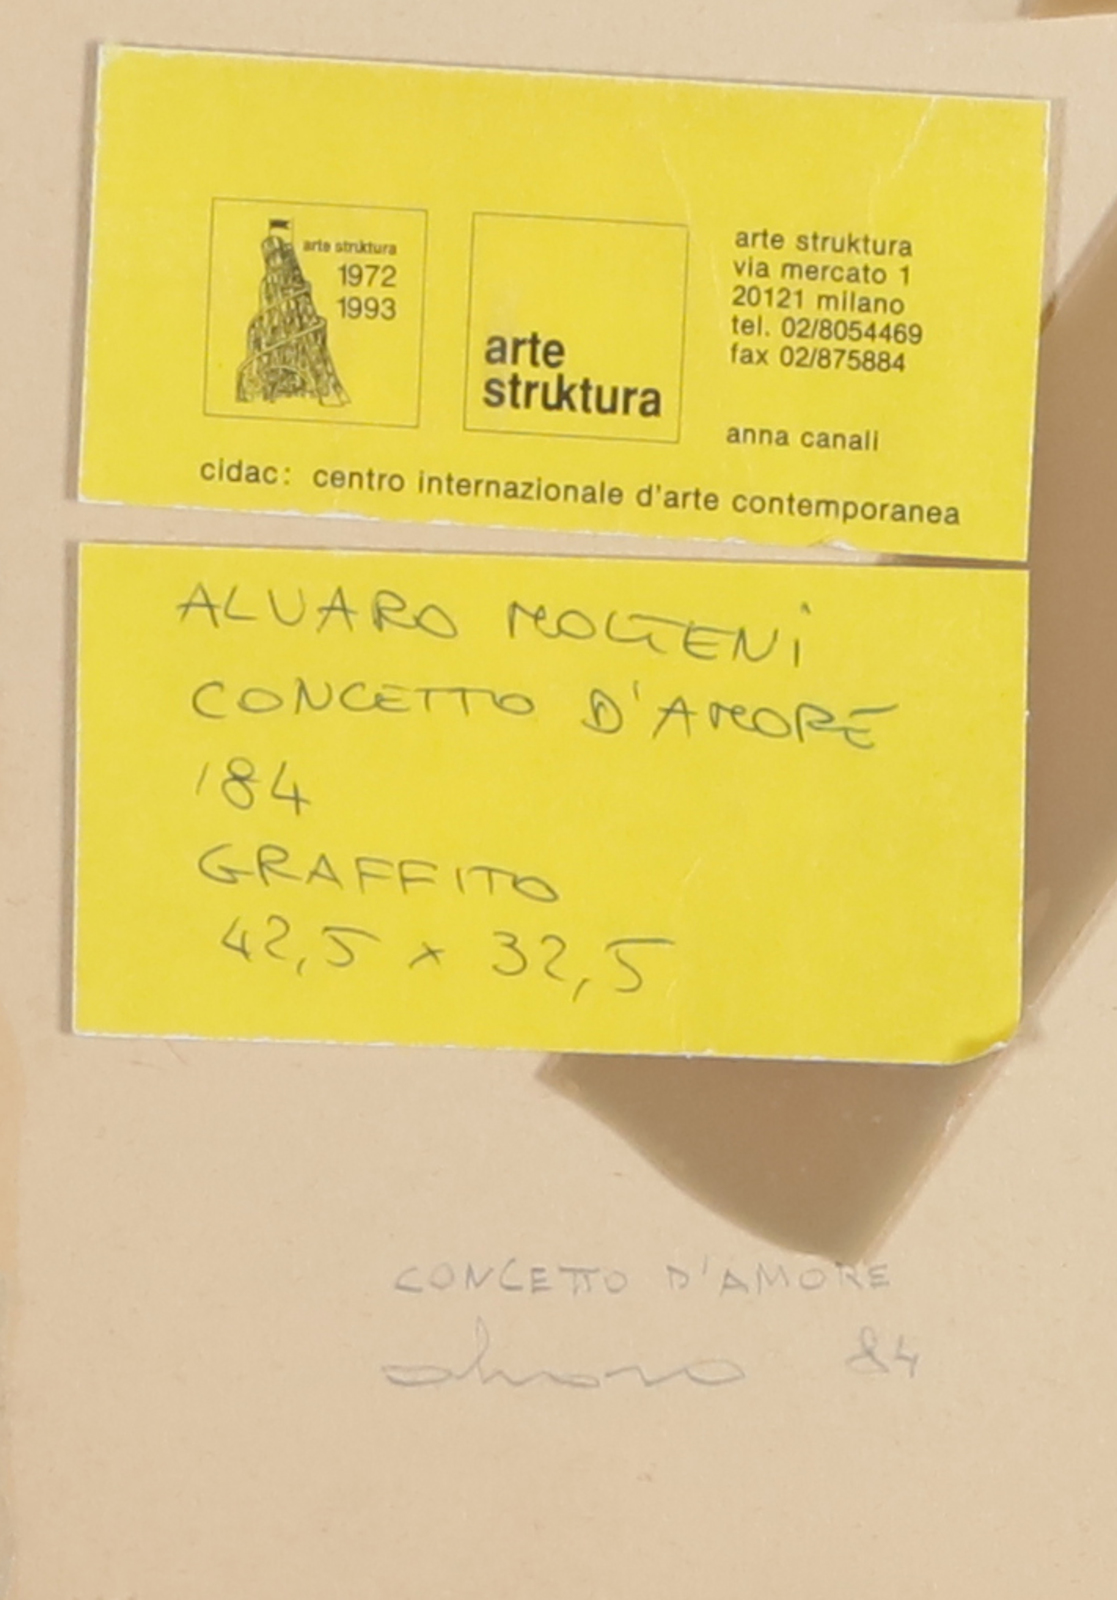 arte struktura
1972
1993
arte
struktura
arte struktura
via mercato 1
20121 milano
tel. 02/8054469
fax 02/875884
anna canali
cidac: centro internazionale d'arte contemporanea
ALVARO MOLTENi
CONCETTO D'AMORE
'84
GRAFFITO
42,5 x 32,5
CONCETTO D'AMORE
alvaro 84